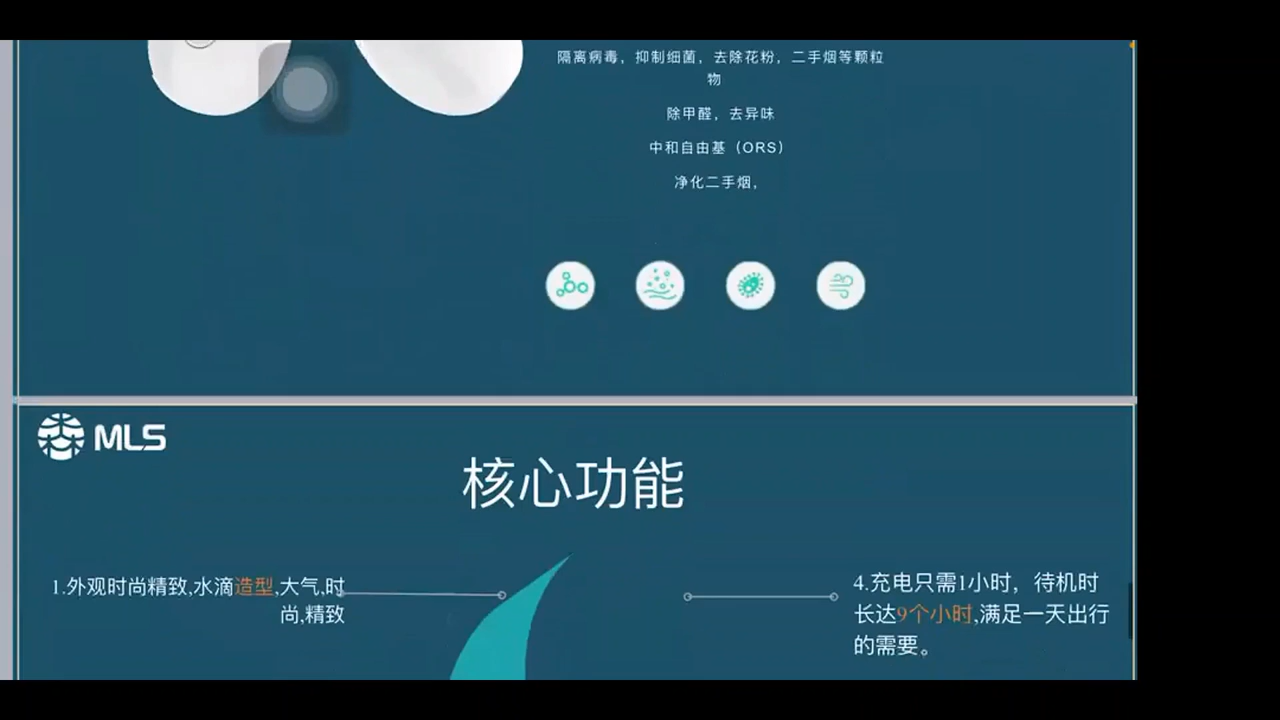 隔离病毒，抑制细菌，去除花粉，二手烟等颗粒
物
除甲醛，去异味
中和自由基（ORS）
净化二手烟，
MLS
核心功能
1.外观时尚精致,水滴造型,大气,时
尚,精致
4.充电只需1小时，待机时
长达9个小时,满足一天出行
的需要。